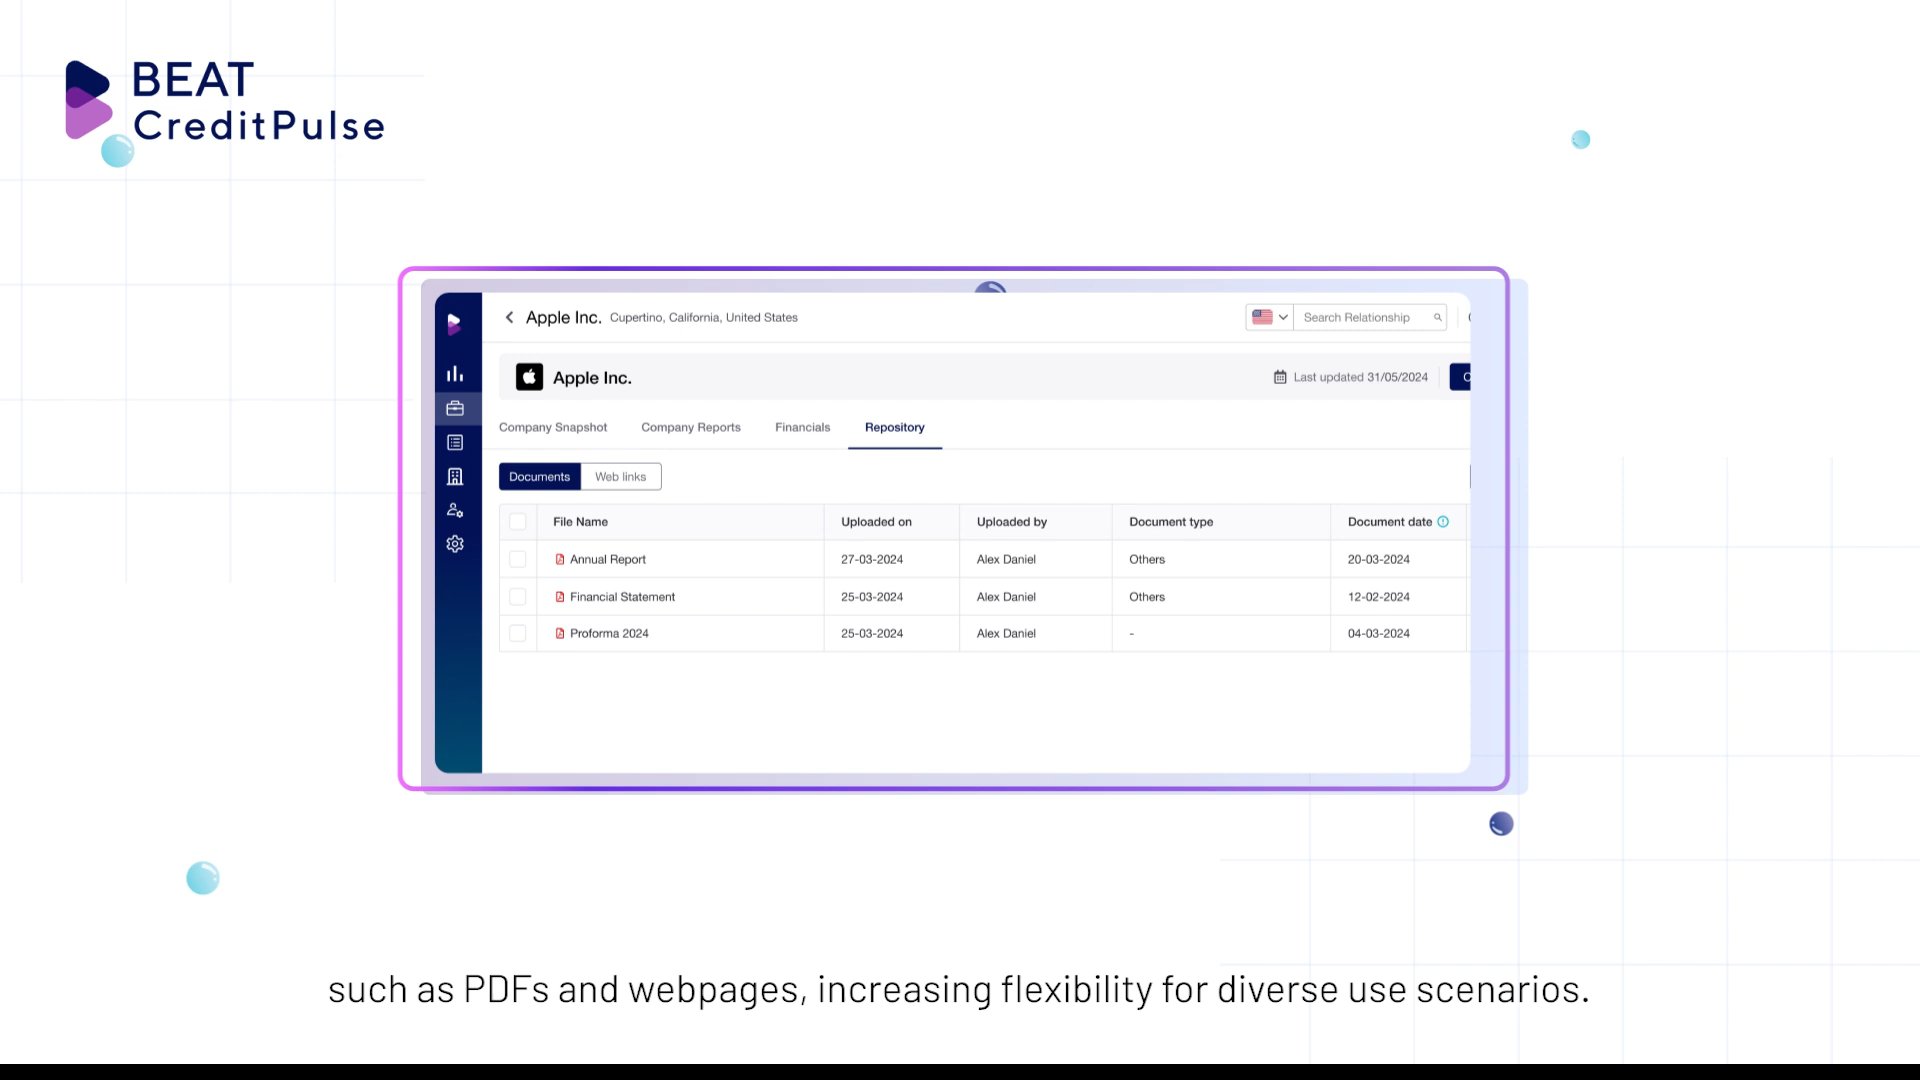 BEAT
CreditPulse
Apple Inc. Cupertino, California, United States
Search Relationship
Apple Inc.
Last updated 31/05/2024
Company Snapshot Company Reports Financials Repository
Documents Web links
File Name Uploaded on Uploaded by Document type Document date
Annual Report 27-03-2024 Alex Daniel Others 20-03-2024
Financial Statement 25-03-2024 Alex Daniel Others 12-02-2024
Proforma 2024 25-03-2024 Alex Daniel - 04-03-2024
such as PDFs and webpages, increasing flexibility for diverse use scenarios.